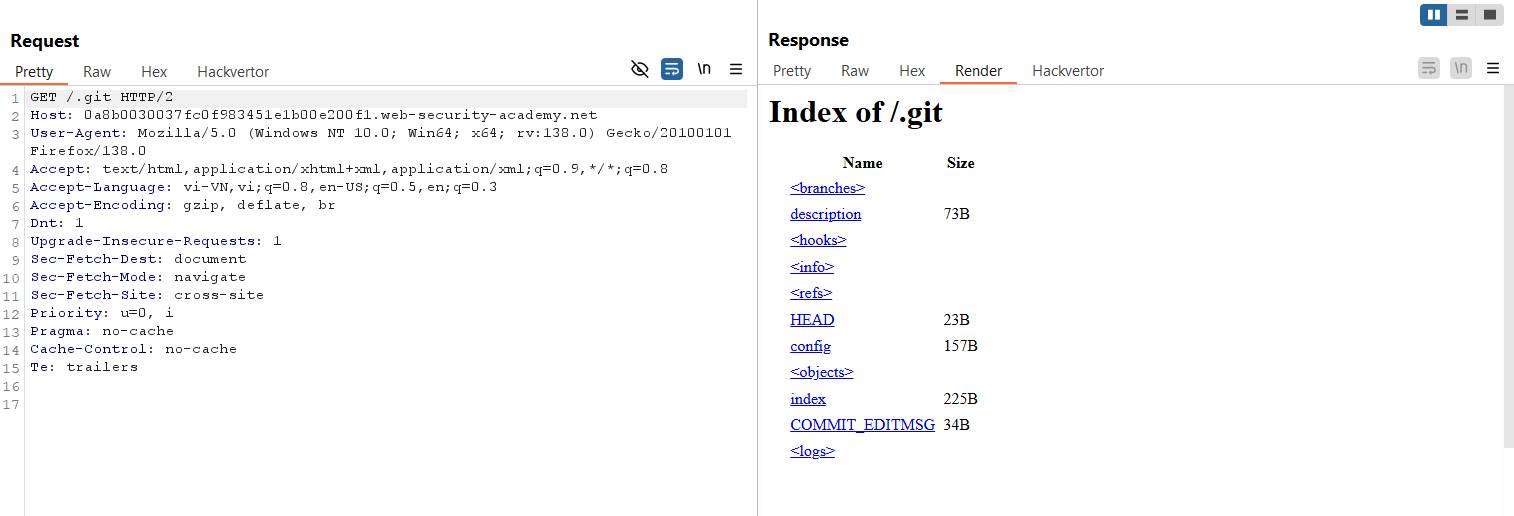 Request
Pretty Raw Hex Hackvertor \n
1 GET /.git HTTP/2
2 Host: 0a8b0030037fc0f983451e1b00e200f1.web-security-academy.net
3 User-Agent: Mozilla/5.0 (Windows NT 10.0; Win64; x64; rv:138.0) Gecko/20100101
Firefox/138.0
4 Accept: text/html,application/xhtml+xml,application/xml;q=0.9,*/*;q=0.8
5 Accept-Language: vi-VN,vi;q=0.8,en-US;q=0.5,en;q=0.3
6 Accept-Encoding: gzip, deflate, br
7 Dnt: 1
8 Upgrade-Insecure-Requests: 1
9 Sec-Fetch-Dest: document
10 Sec-Fetch-Mode: navigate
11 Sec-Fetch-Site: cross-site
12 Priority: u=0, i
13 Pragma: no-cache
14 Cache-Control: no-cache
15 Te: trailers
16
17
Response
Pretty Raw Hex Render Hackvertor \n
Index of /.git
Name Size
<branches>
description 73B
<hooks>
<info>
<refs>
HEAD 23B
config 157B
<objects>
index 225B
COMMIT_EDITMSG 34B
<logs>